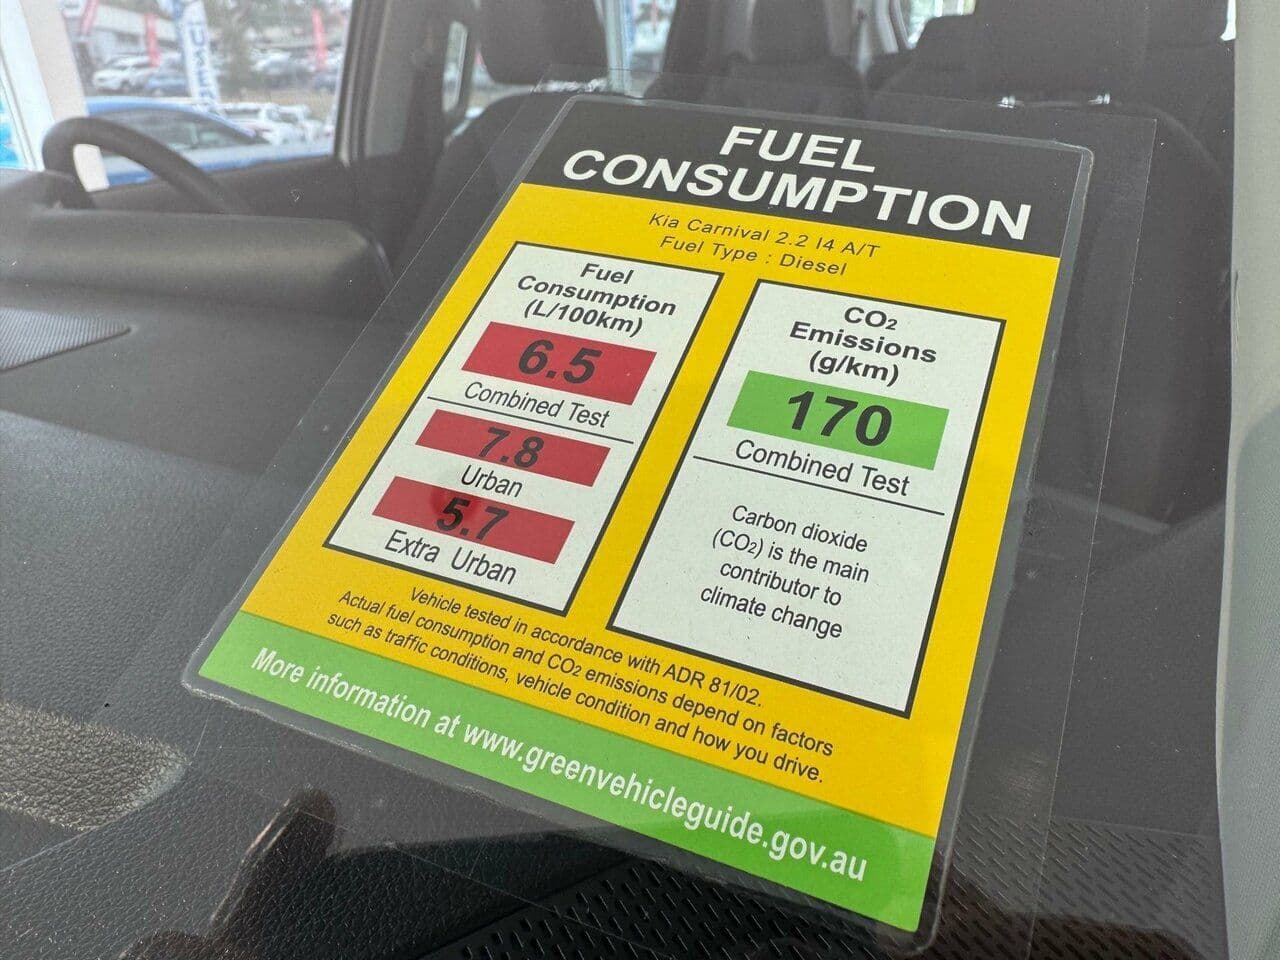 FUEL
CONSUMPTION
Kia Carnival 2.2 I4 A/T
Fuel Type : Diesel
Fuel
Consumption
(L/100km)
6.5
Combined Test
7.8
Urban
5.7
Extra Urban
CO₂
Emissions
(g/km)
170
Combined Test
Carbon dioxide
(CO₂) is the main
contributor to
climate change
Vehicle tested in accordance with ADR 81/02.
Actual fuel consumption and CO₂ emissions depend on factors
such as traffic conditions, vehicle condition and how you drive.
More information at www.greenvehicleguide.gov.au